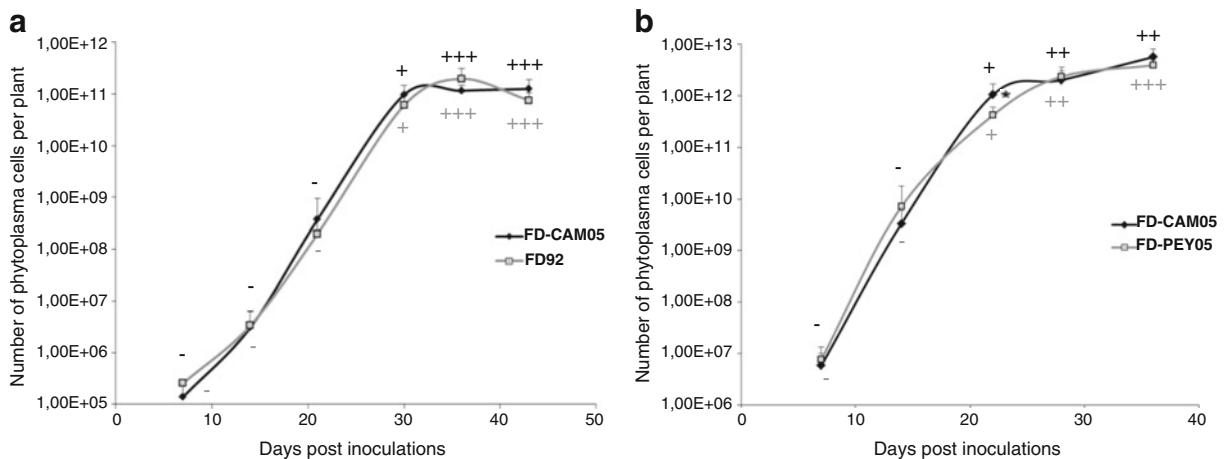 a
1,00E+12
1,00E+11
1,00E+10
1,00E+09
1,00E+08
1,00E+07
1,00E+06
1,00E+05
Number of phytoplasma cells per plant
- - - + +++ +++
- - - + +++ +++
FD-CAM05
FD92
0 10 20 30 40 50
Days post inoculations
b
1,00E+13
1,00E+12
1,00E+11
1,00E+10
1,00E+09
1,00E+08
1,00E+07
1,00E+06
Number of phytoplasma cells per plant
- - + ++ ++
*
- - + ++ +++
FD-CAM05
FD-PEY05
0 10 20 30 40
Days post inoculations